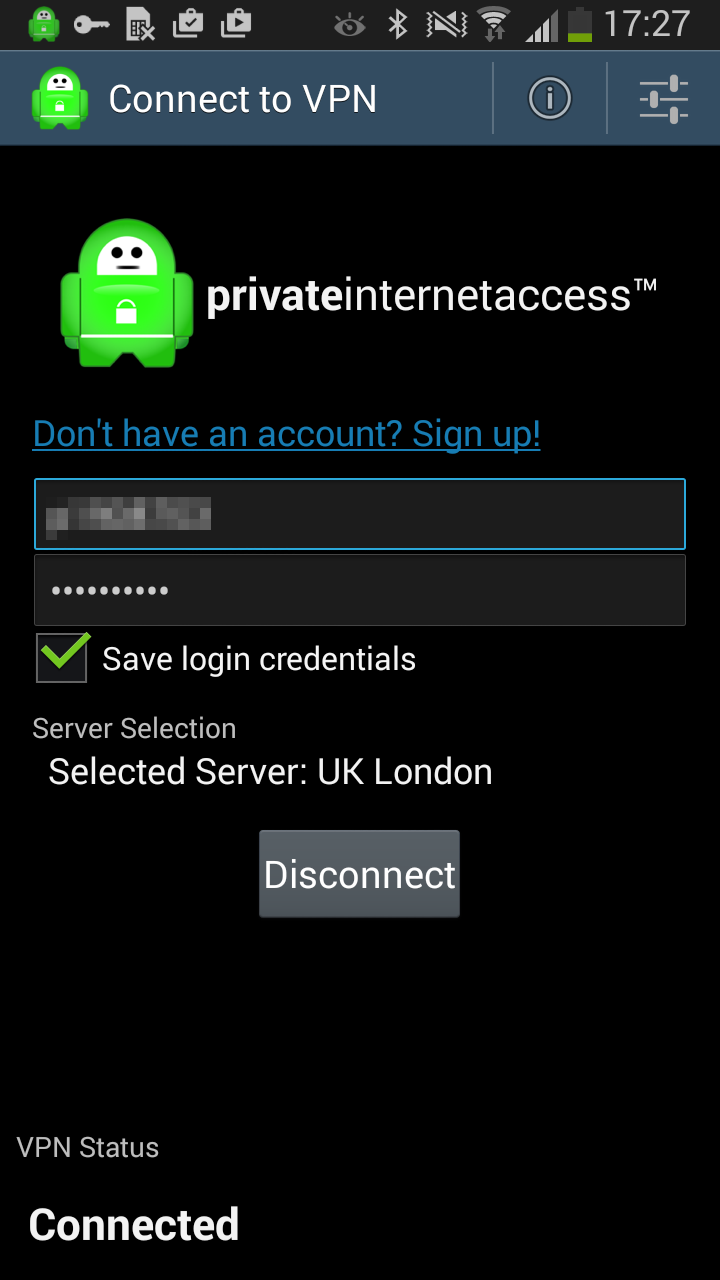 17:27
Connect to VPN
privateinternetaccess™
Don't have an account? Sign up!
••••••••••
Save login credentials
Server Selection
Selected Server: UK London
Disconnect
VPN Status
Connected